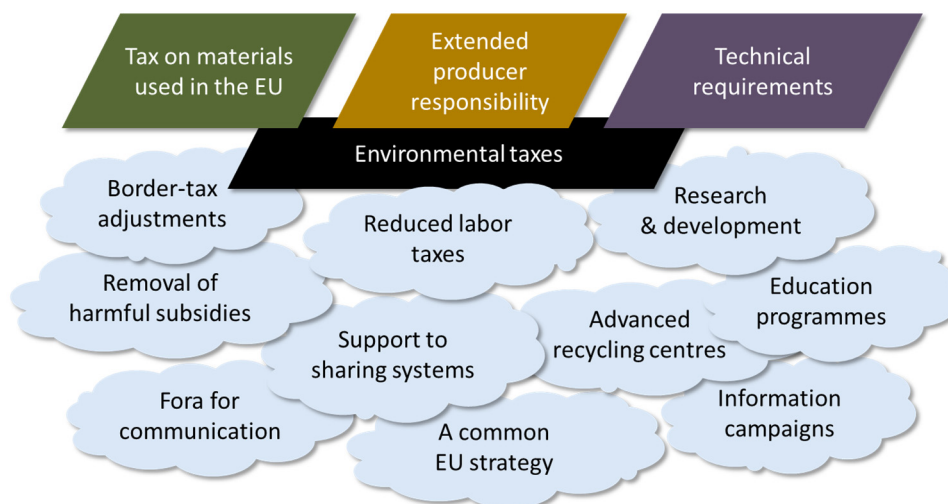 Tax on materials
used in the EU
Extended
producer
responsibility
Technical
requirements
Environmental taxes
Border-tax
adjustments
Reduced labor
taxes
Research
& development
Removal of
harmful subsidies
Support to
sharing systems
Advanced
recycling centres
Education
programmes
Fora for
communication
A common
EU strategy
Information
campaigns